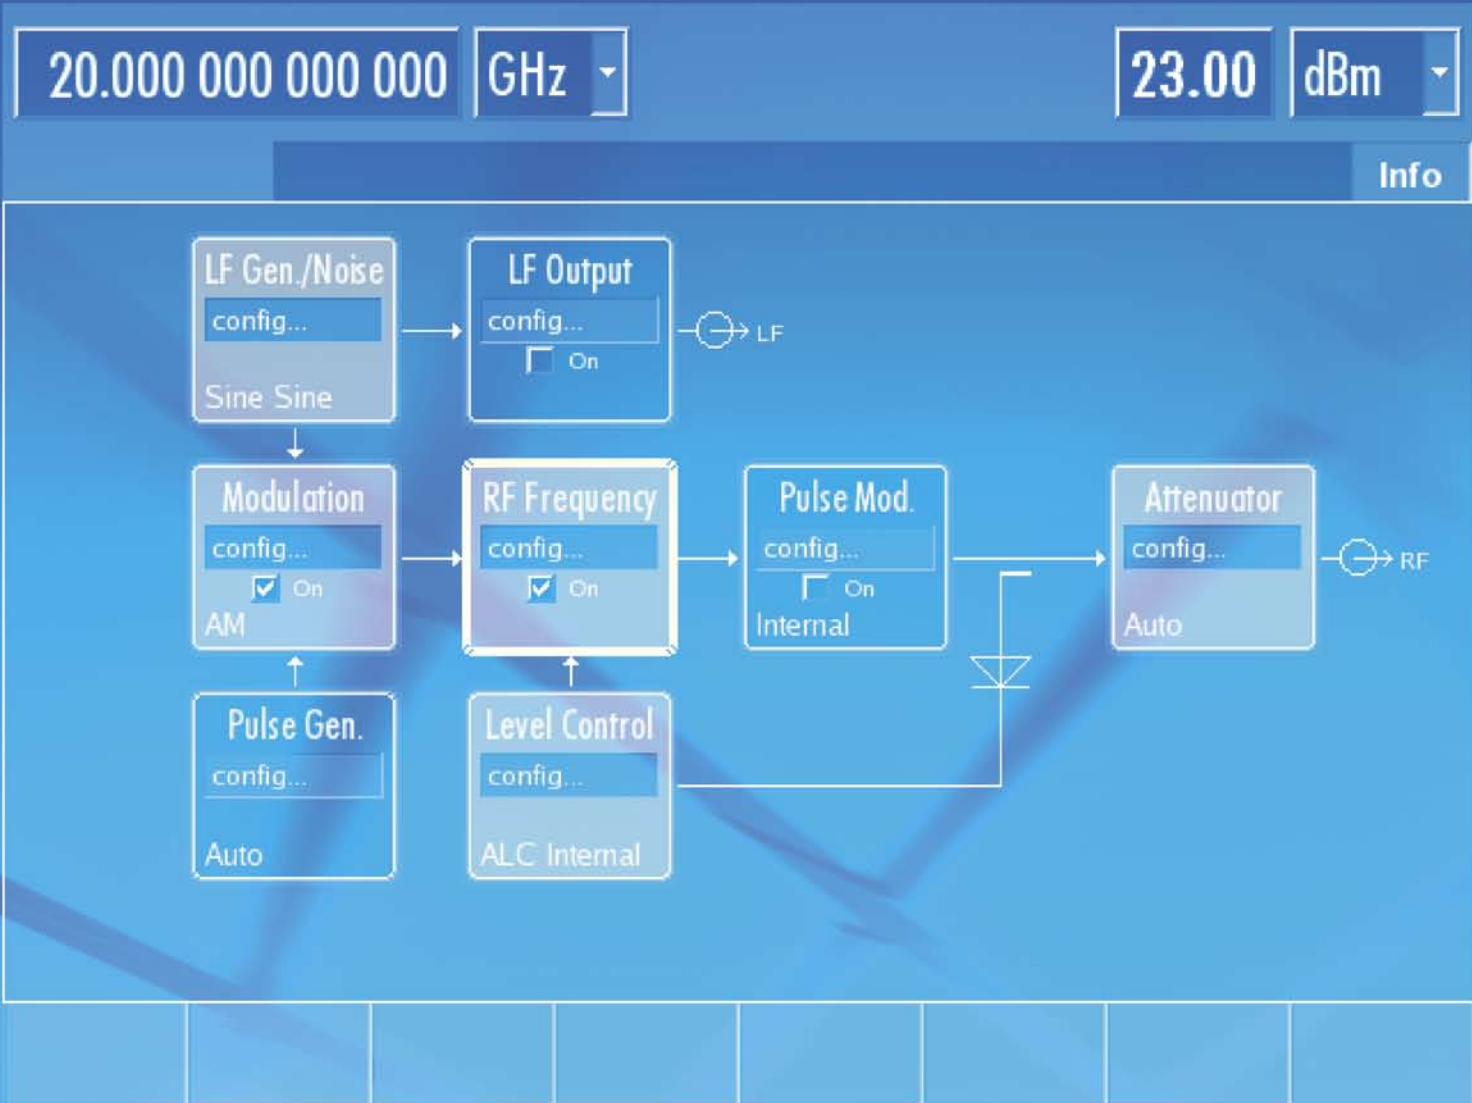 20.000 000 000 000 GHz 23.00 dBm
Info
LF Gen./Noise
config...
Sine Sine
LF Output
config...
On
LF
Modulation
config...
On
AM
RF Frequency
config...
On
Pulse Mod.
config...
On
Internal
Attenuator
config...
Auto
RF
Pulse Gen.
config...
Auto
Level Control
config...
ALC Internal